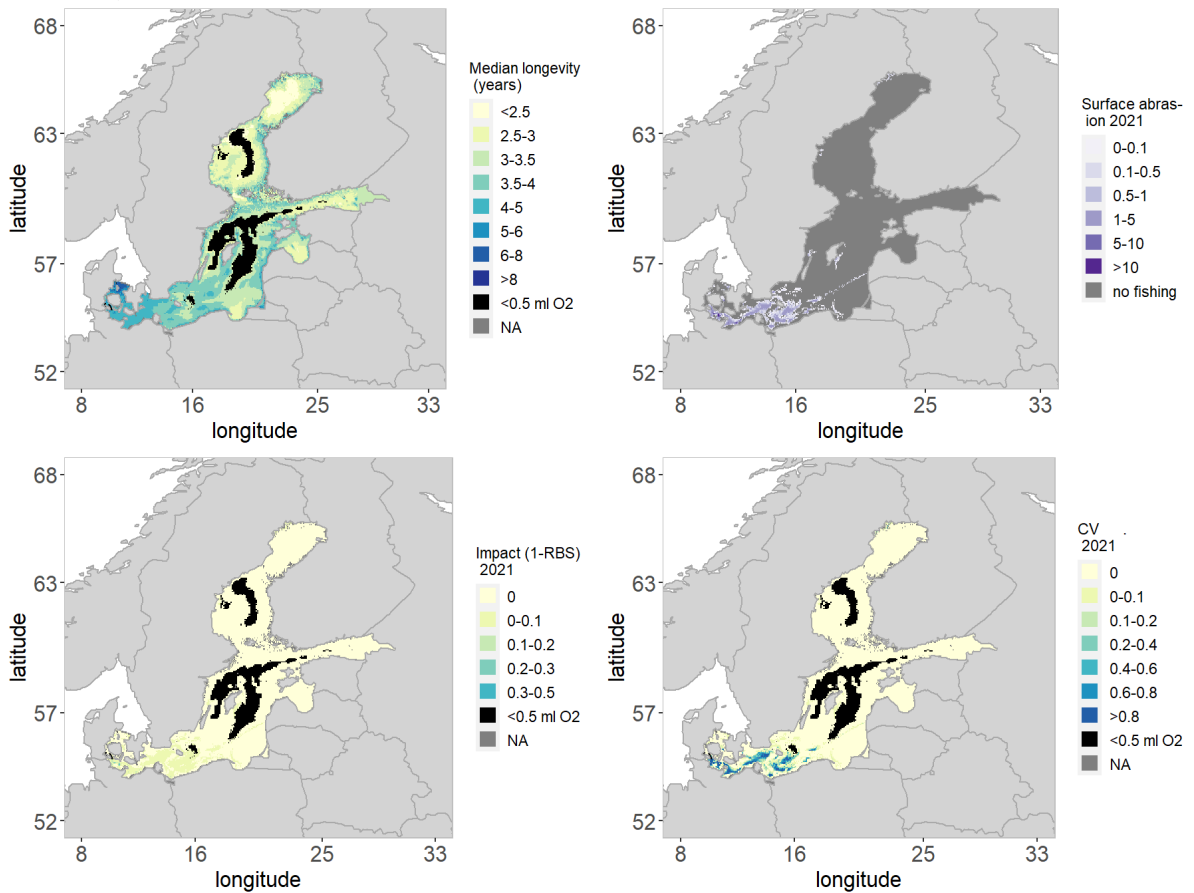 68
63
57
52
latitude
8
16
25
33
longitude
Median longevity
(years)
<2.5
2.5-3
3-3.5
3.5-4
4-5
5-6
6-8
>8
<0.5 ml O2
NA
68
63
57
52
latitude
8
16
25
33
longitude
Surface abras-
ion 2021
0-0.1
0.1-0.5
0.5-1
1-5
5-10
>10
no fishing
68
63
57
52
latitude
8
16
25
33
longitude
Impact (1-RBS)
2021
0
0-0.1
0.1-0.2
0.2-0.3
0.3-0.5
<0.5 ml O2
NA
68
63
57
52
latitude
8
16
25
33
longitude
CV .
2021
0
0-0.1
0.1-0.2
0.2-0.4
0.4-0.6
0.6-0.8
>0.8
<0.5 ml O2
NA